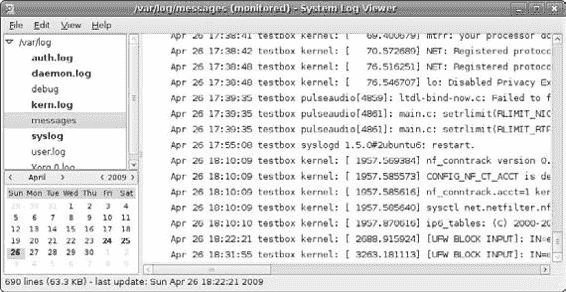 /var/log/messages (monitored) - System Log Viewer
File Edit View Help
/var/log
auth.log
daemon.log
debug
kern.log
messages
syslog
user.log
Xorg.0.log
April 2009
Sun Mon Tue Wed Thu Fri Sat
29 30 31 1 2 3 4
5 6 7 8 9 10 11
12 13 14 15 16 17 18
19 20 21 22 23 24 25
26 27 28 29 30 1 2
3 4 5 6 7 8 9
Apr 26 17:38:41 testbox kernel: [ 69.400679] mtrr: your processor do
Apr 26 17:38:42 testbox kernel: [ 70.572689] NET: Registered protoco
Apr 26 17:38:48 testbox kernel: [ 76.516251] NET: Registered protoco
Apr 26 17:38:48 testbox kernel: [ 76.546707] lo: Disabled Privacy Ex
Apr 26 17:39:35 testbox pulseaudio[4859]: ltdl-bind-now.c: Failed to f
Apr 26 17:39:35 testbox pulseaudio[4861]: main.c: setrlimit(RLIMIT_NIC
Apr 26 17:39:35 testbox pulseaudio[4861]: main.c: setrlimit(RLIMIT_RTP
Apr 26 17:55:08 testbox syslogd 1.5.0#2ubuntu6: restart.
Apr 26 18:10:09 testbox kernel: [ 1957.569384] nf_conntrack version 0.
Apr 26 18:10:09 testbox kernel: [ 1957.585573] CONFIG_NF_CT_ACCT is de
Apr 26 18:10:09 testbox kernel: [ 1957.585616] nf_conntrack.acct=1 ker
Apr 26 18:10:09 testbox kernel: [ 1957.585640] sysctl net.netfilter.nf
Apr 26 18:10:10 testbox kernel: [ 1957.870616] ip6_tables: (C) 2000-20
Apr 26 18:22:21 testbox kernel: [ 2688.915924] [UFW BLOCK INPUT]: IN=e
Apr 26 18:31:55 testbox kernel: [ 3263.181113] [UFW BLOCK INPUT]: IN=e
690 lines (63.3 KB) - last update: Sun Apr 26 18:22:21 2009